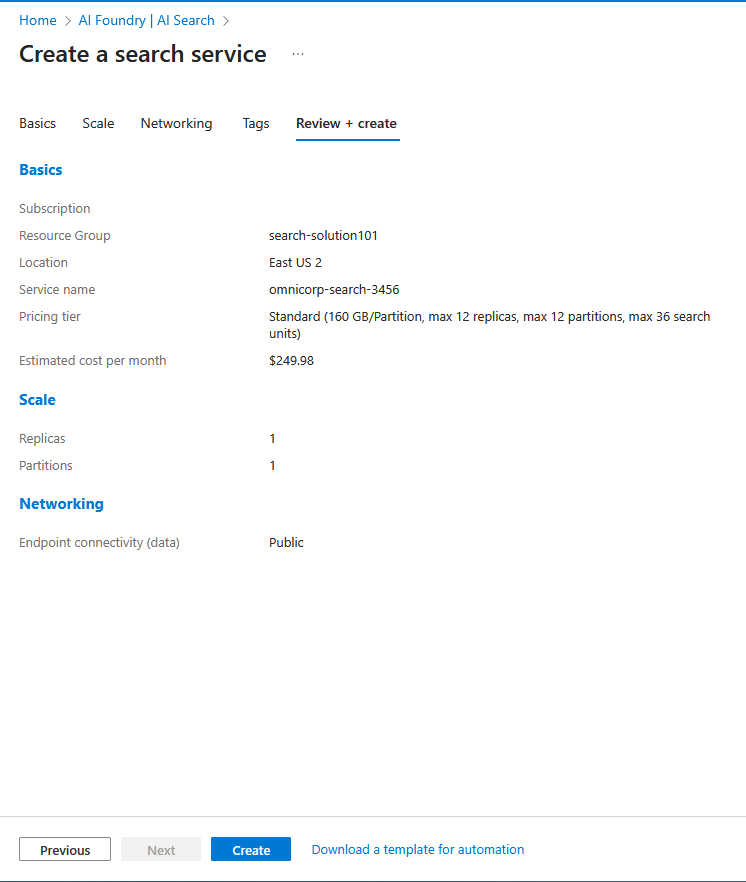 Home > AI Foundry | AI Search >
Create a search service ...
Basics Scale Networking Tags Review + create
Basics
Subscription
Resource Group search-solution101
Location East US 2
Service name omnicorp-search-3456
Pricing tier Standard (160 GB/Partition, max 12 replicas, max 12 partitions, max 36 search
units)
Estimated cost per month $249.98
Scale
Replicas 1
Partitions 1
Networking
Endpoint connectivity (data) Public
Previous Next Create Download a template for automation